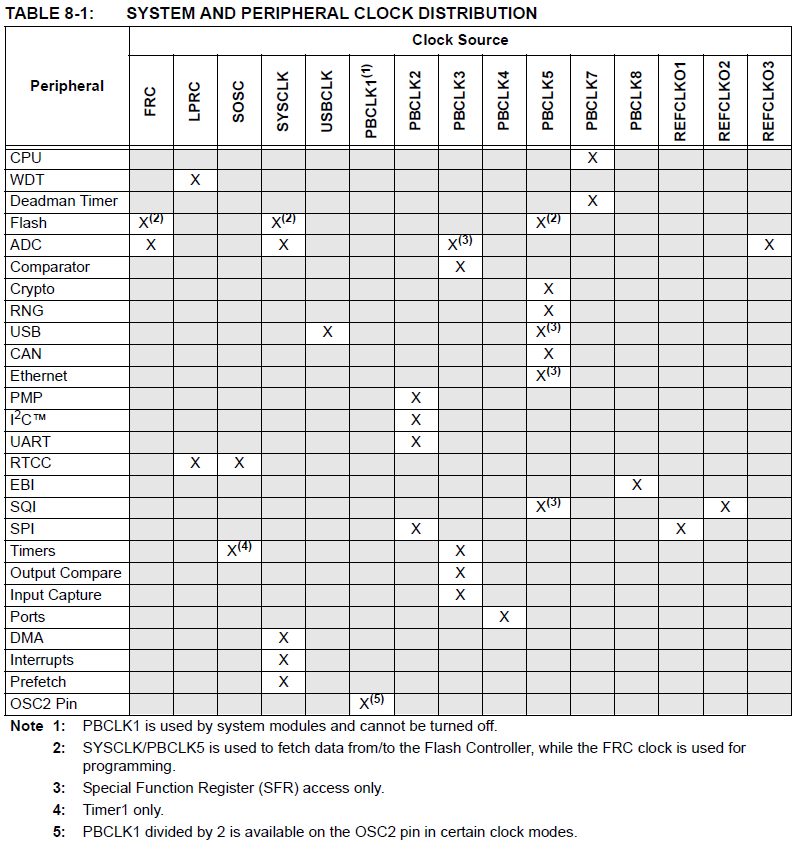 TABLE 8-1: SYSTEM AND PERIPHERAL CLOCK DISTRIBUTION
Peripheral
Clock Source
FRC LPRC SOSC SYSCLK USBCLK PBCLK1(1) PBCLK2 PBCLK3 PBCLK4 PBCLK5 PBCLK7 PBCLK8 REFCLKO1 REFCLKO2 REFCLKO3
CPU X
WDT X
Deadman Timer X
Flash X(2) X(2) X(2)
ADC X X X(3) X
Comparator X
Crypto X
RNG X
USB X X(3)
CAN X
Ethernet X(3)
PMP X
I2C™ X
UART X
RTCC X X
EBI X
SQI X(3) X
SPI X X
Timers X(4) X
Output Compare X
Input Capture X
Ports X
DMA X
Interrupts X
Prefetch X
OSC2 Pin X(5)
Note 1: PBCLK1 is used by system modules and cannot be turned off.
2: SYSCLK/PBCLK5 is used to fetch data from/to the Flash Controller, while the FRC clock is used for
programming.
3: Special Function Register (SFR) access only.
4: Timer1 only.
5: PBCLK1 divided by 2 is available on the OSC2 pin in certain clock modes.